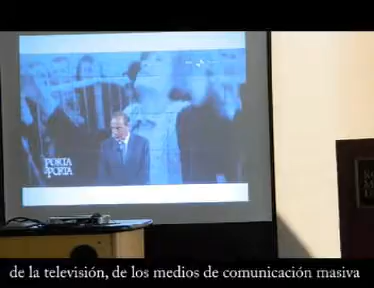 PORTA
A PORTA
de la televisión, de los medios de comunicación masiva